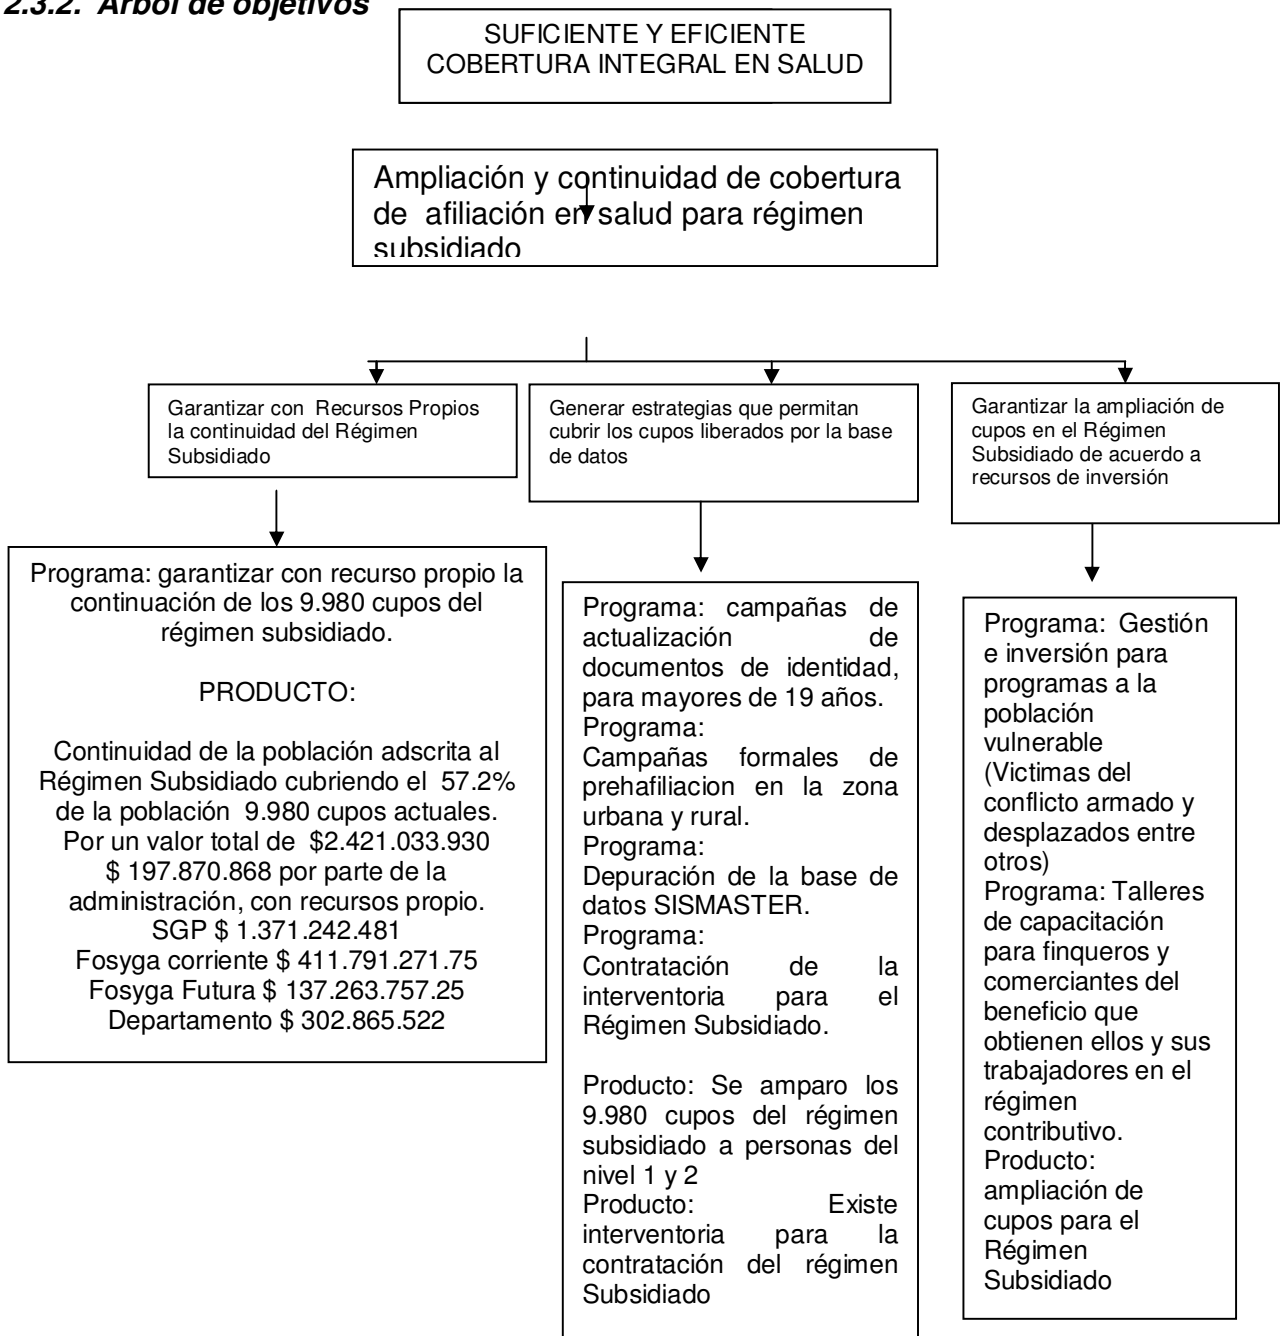 2.3.2. Árbol de objetivos
SUFICIENTE Y EFICIENTE
COBERTURA INTEGRAL EN SALUD
Ampliación y continuidad de cobertura
de afiliación en salud para régimen
subsidiado
Garantizar con Recursos Propios
la continuidad del Régimen
Subsidiado
Generar estrategias que permitan
cubrir los cupos liberados por la base
de datos
Garantizar la ampliación de
cupos en el Régimen
Subsidiado de acuerdo a
recursos de inversión
Programa: garantizar con recurso propio la
continuación de los 9.980 cupos del
régimen subsidiado.
PRODUCTO:
Continuidad de la población adscrita al
Régimen Subsidiado cubriendo el 57.2%
de la población 9.980 cupos actuales.
Por un valor total de $2.421.033.930
$ 197.870.868 por parte de la
administración, con recursos propio.
SGP $ 1.371.242.481
Fosyga corriente $ 411.791.271.75
Fosyga Futura $ 137.263.757.25
Departamento $ 302.865.522
Programa: campañas de
actualización de
documentos de identidad,
para mayores de 19 años.
Programa:
Campañas formales de
prehafiliacion en la zona
urbana y rural.
Programa:
Depuración de la base de
datos SISMASTER.
Programa:
Contratación de la
interventoria para el
Régimen Subsidiado.
Producto: Se amparo los
9.980 cupos del régimen
subsidiado a personas del
nivel 1 y 2
Producto: Existe
interventoria para la
contratación del régimen
Subsidiado
Programa: Gestión
e inversión para
programas a la
población
vulnerable
(Victimas del
conflicto armado y
desplazados entre
otros)
Programa: Talleres
de capacitación
para finqueros y
comerciantes del
beneficio que
obtienen ellos y sus
trabajadores en el
régimen
contributivo.
Producto:
ampliación de
cupos para el
Régimen
Subsidiado